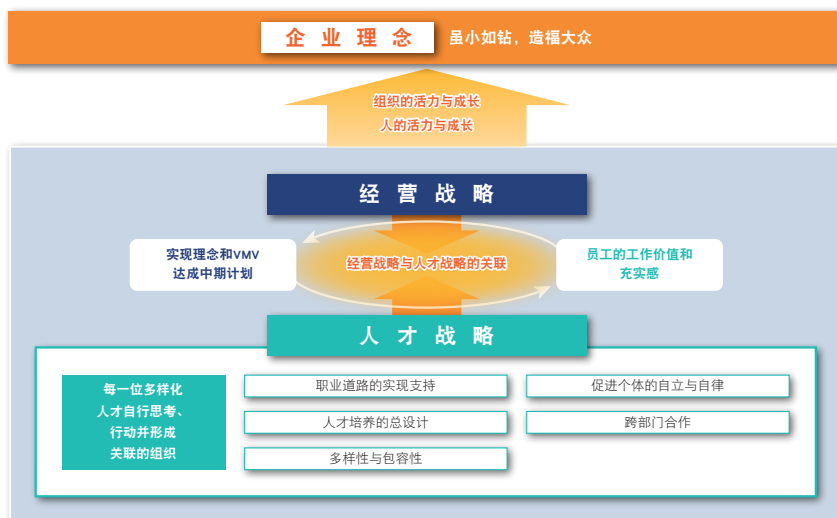 企业理念
虽小如钻，造福大众
组织的活力与成长
人的活力与成长
经营战略
实现理念和VMV
达成中期计划
经营战略与人才战略的关联
员工的工作价值和
充实感
人才战略
每一位多样化
人才自行思考、
行动并形成
关联的组织
职业道路的实现支持
促进个体的自立与自律
人才培养的总设计
跨部门合作
多样性与包容性